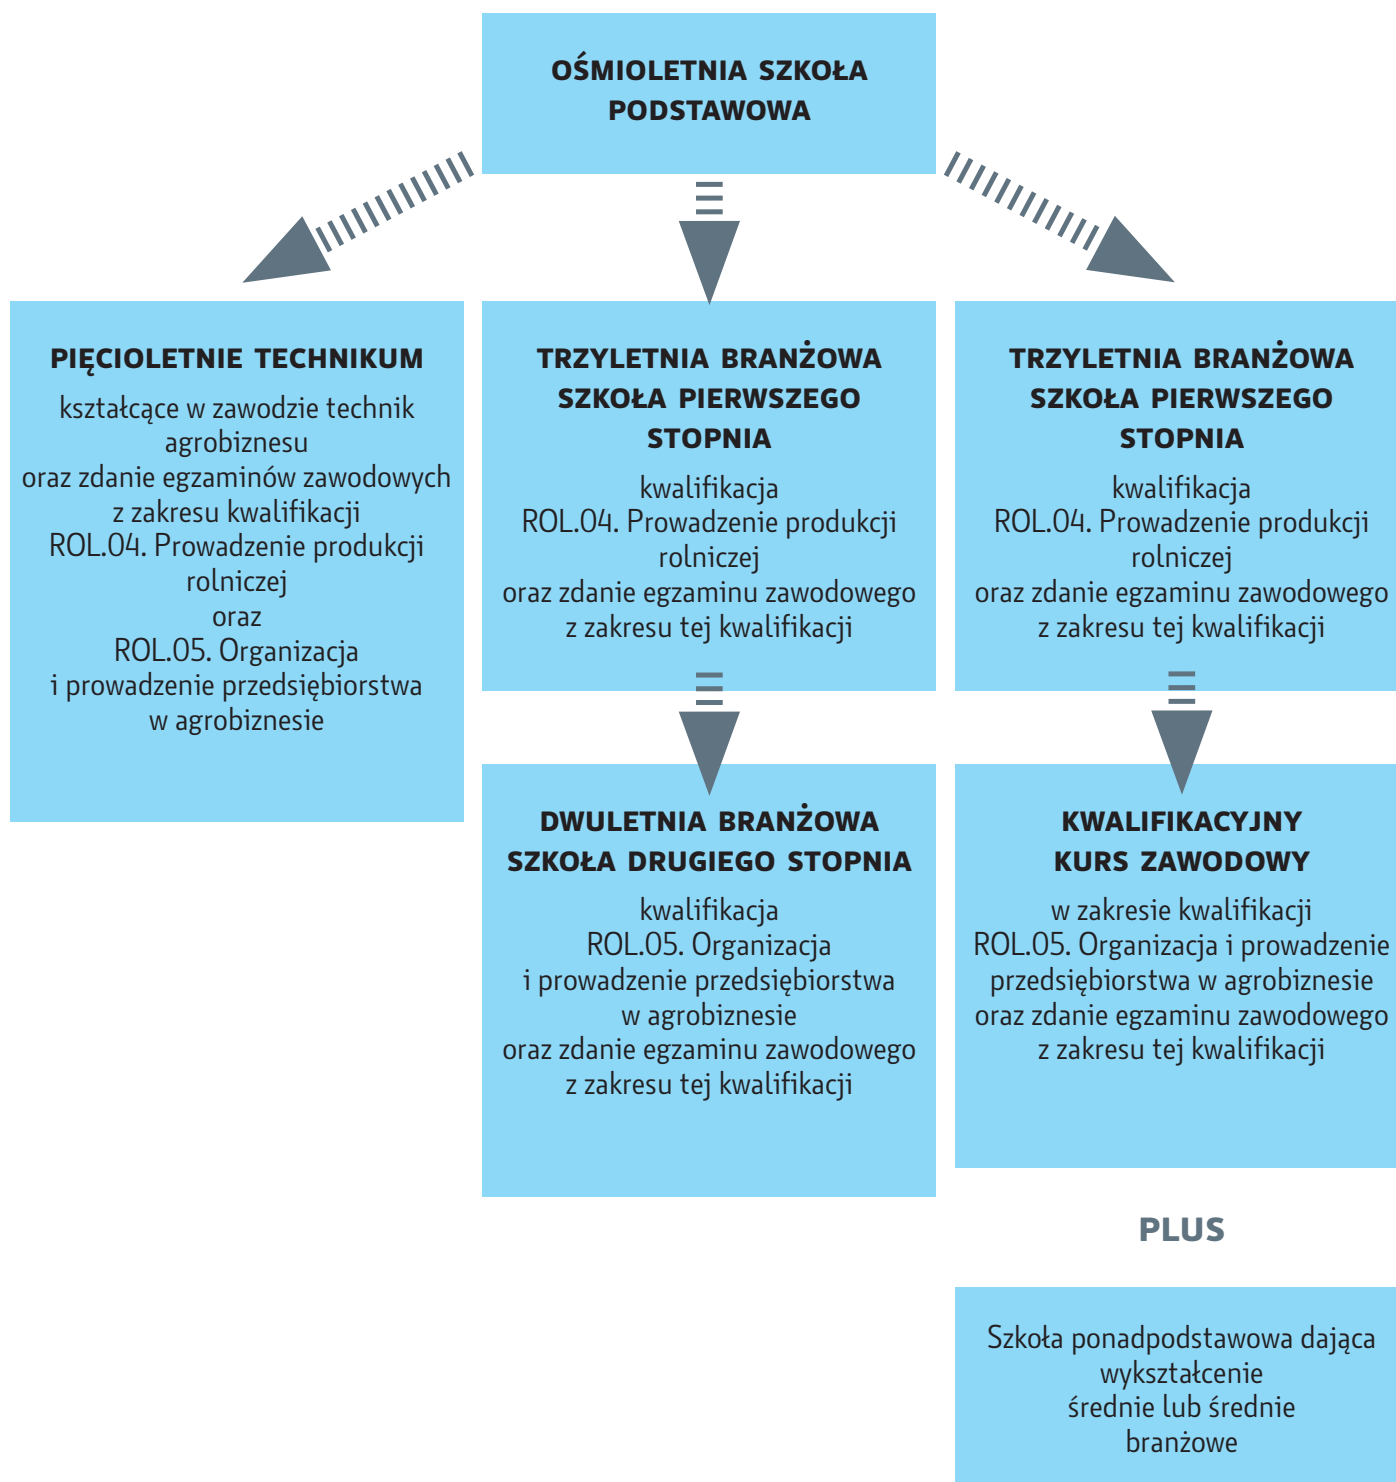 OŚMIOLETNIA SZKOŁA
PODSTAWOWA
PIĘCIOLETNIE TECHNIKUM
kształcące w zawodzie technik
agrobiznesu
oraz zdanie egzaminów zawodowych
z zakresu kwalifikacji
ROL.04. Prowadzenie produkcji
rolniczej
oraz
ROL.05. Organizacja
i prowadzenie przedsiębiorstwa
w agrobiznesie
TRZYLETNIA BRANŻOWA
SZKOŁA PIERWSZEGO
STOPNIA
kwalifikacja
ROL.04. Prowadzenie produkcji
rolniczej
oraz zdanie egzaminu zawodowego
z zakresu tej kwalifikacji
TRZYLETNIA BRANŻOWA
SZKOŁA PIERWSZEGO
STOPNIA
kwalifikacja
ROL.04. Prowadzenie produkcji
rolniczej
oraz zdanie egzaminu zawodowego
z zakresu tej kwalifikacji
DWULETNIA BRANŻOWA
SZKOŁA DRUGIEGO STOPNIA
kwalifikacja
ROL.05. Organizacja
i prowadzenie przedsiębiorstwa
w agrobiznesie
oraz zdanie egzaminu zawodowego
z zakresu tej kwalifikacji
KWALIFIKACYJNY
KURS ZAWODOWY
w zakresie kwalifikacji
ROL.05. Organizacja i prowadzenie
przedsiębiorstwa w agrobiznesie
oraz zdanie egzaminu zawodowego
z zakresu tej kwalifikacji
PLUS
Szkoła ponadpodstawowa dająca
wykształcenie
średnie lub średnie
branżowe